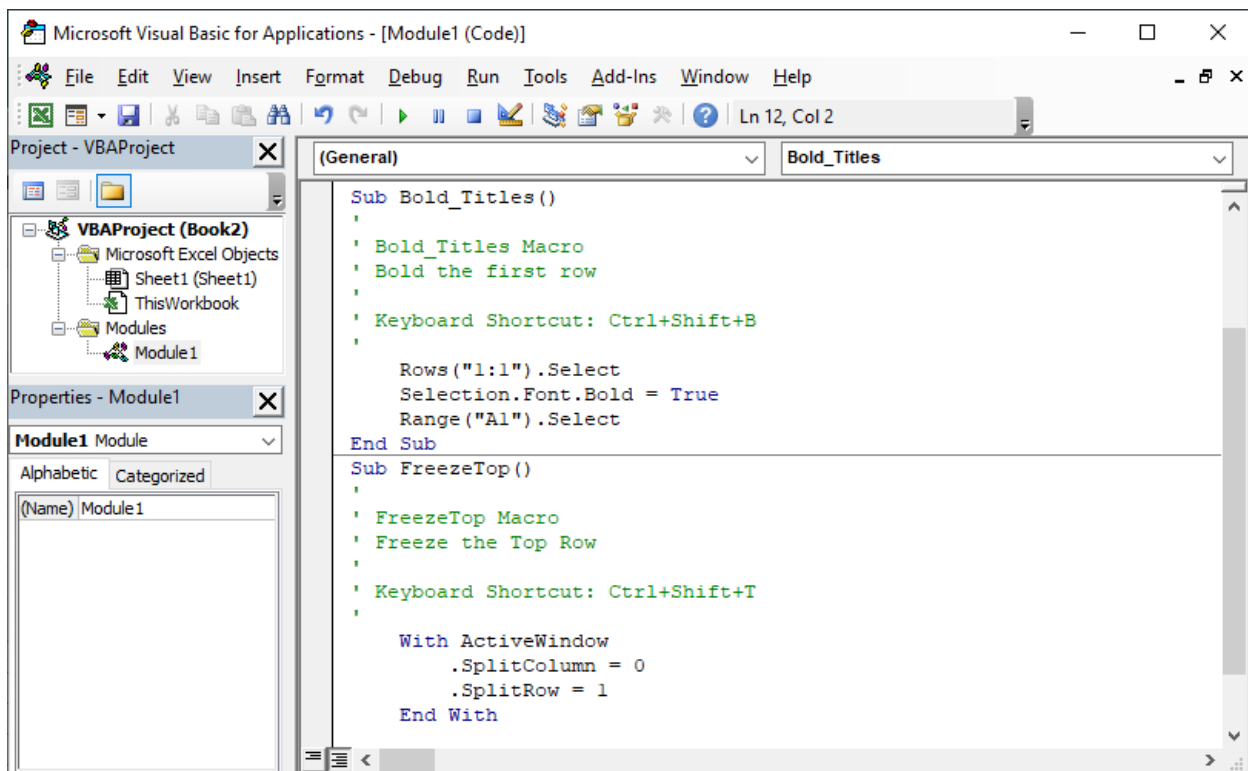 Microsoft Visual Basic for Applications - [Module1 (Code)]
File Edit View Insert Format Debug Run Tools Add-Ins Window Help
Ln 12, Col 2
Project - VBAProject
VBAProject (Book2)
Microsoft Excel Objects
Sheet1 (Sheet1)
ThisWorkbook
Modules
Module1
Properties - Module1
Module1 Module
Alphabetic Categorized
(Name) Module1
(General) Bold_Titles
Sub Bold_Titles()
'
' Bold_Titles Macro
' Bold the first row
'
' Keyboard Shortcut: Ctrl+Shift+B
'
    Rows("1:1").Select
    Selection.Font.Bold = True
    Range("A1").Select
End Sub
Sub FreezeTop()
'
' FreezeTop Macro
' Freeze the Top Row
'
' Keyboard Shortcut: Ctrl+Shift+T
'
    With ActiveWindow
        .SplitColumn = 0
        .SplitRow = 1
    End With